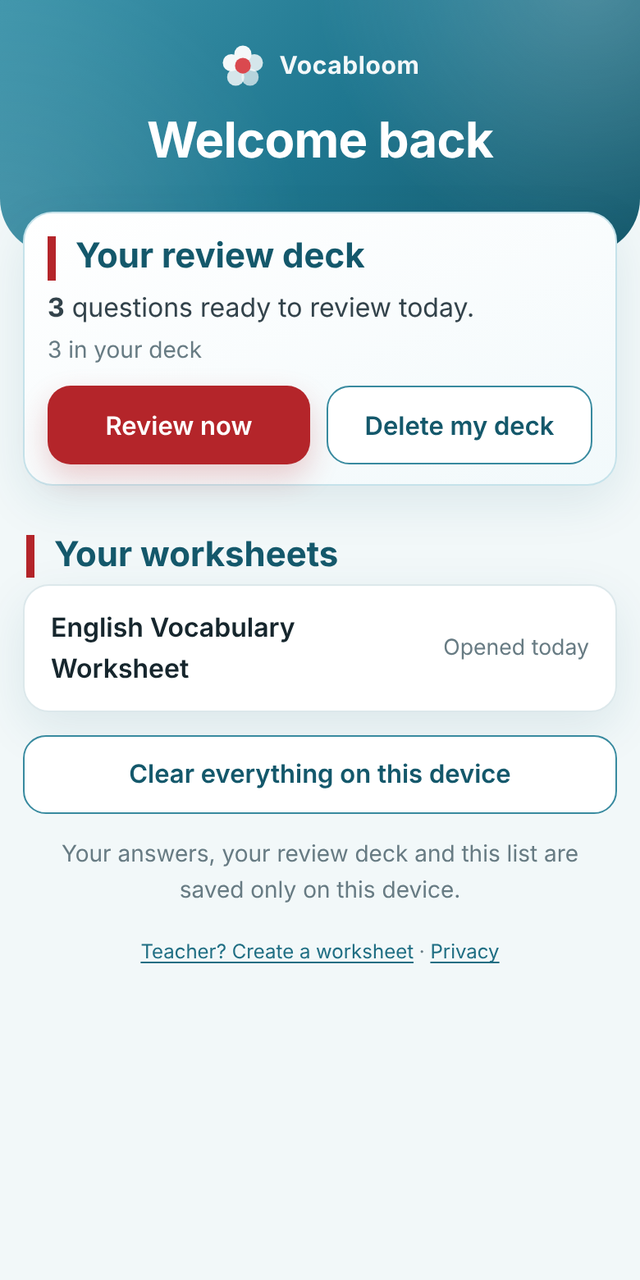 Vocabloom
Welcome back
Your review deck
3 questions ready to review today.
3 in your deck
Review now
Delete my deck
Your worksheets
English Vocabulary
Worksheet
Opened today
Clear everything on this device
Your answers, your review deck and this list are
saved only on this device.
Teacher? Create a worksheet · Privacy